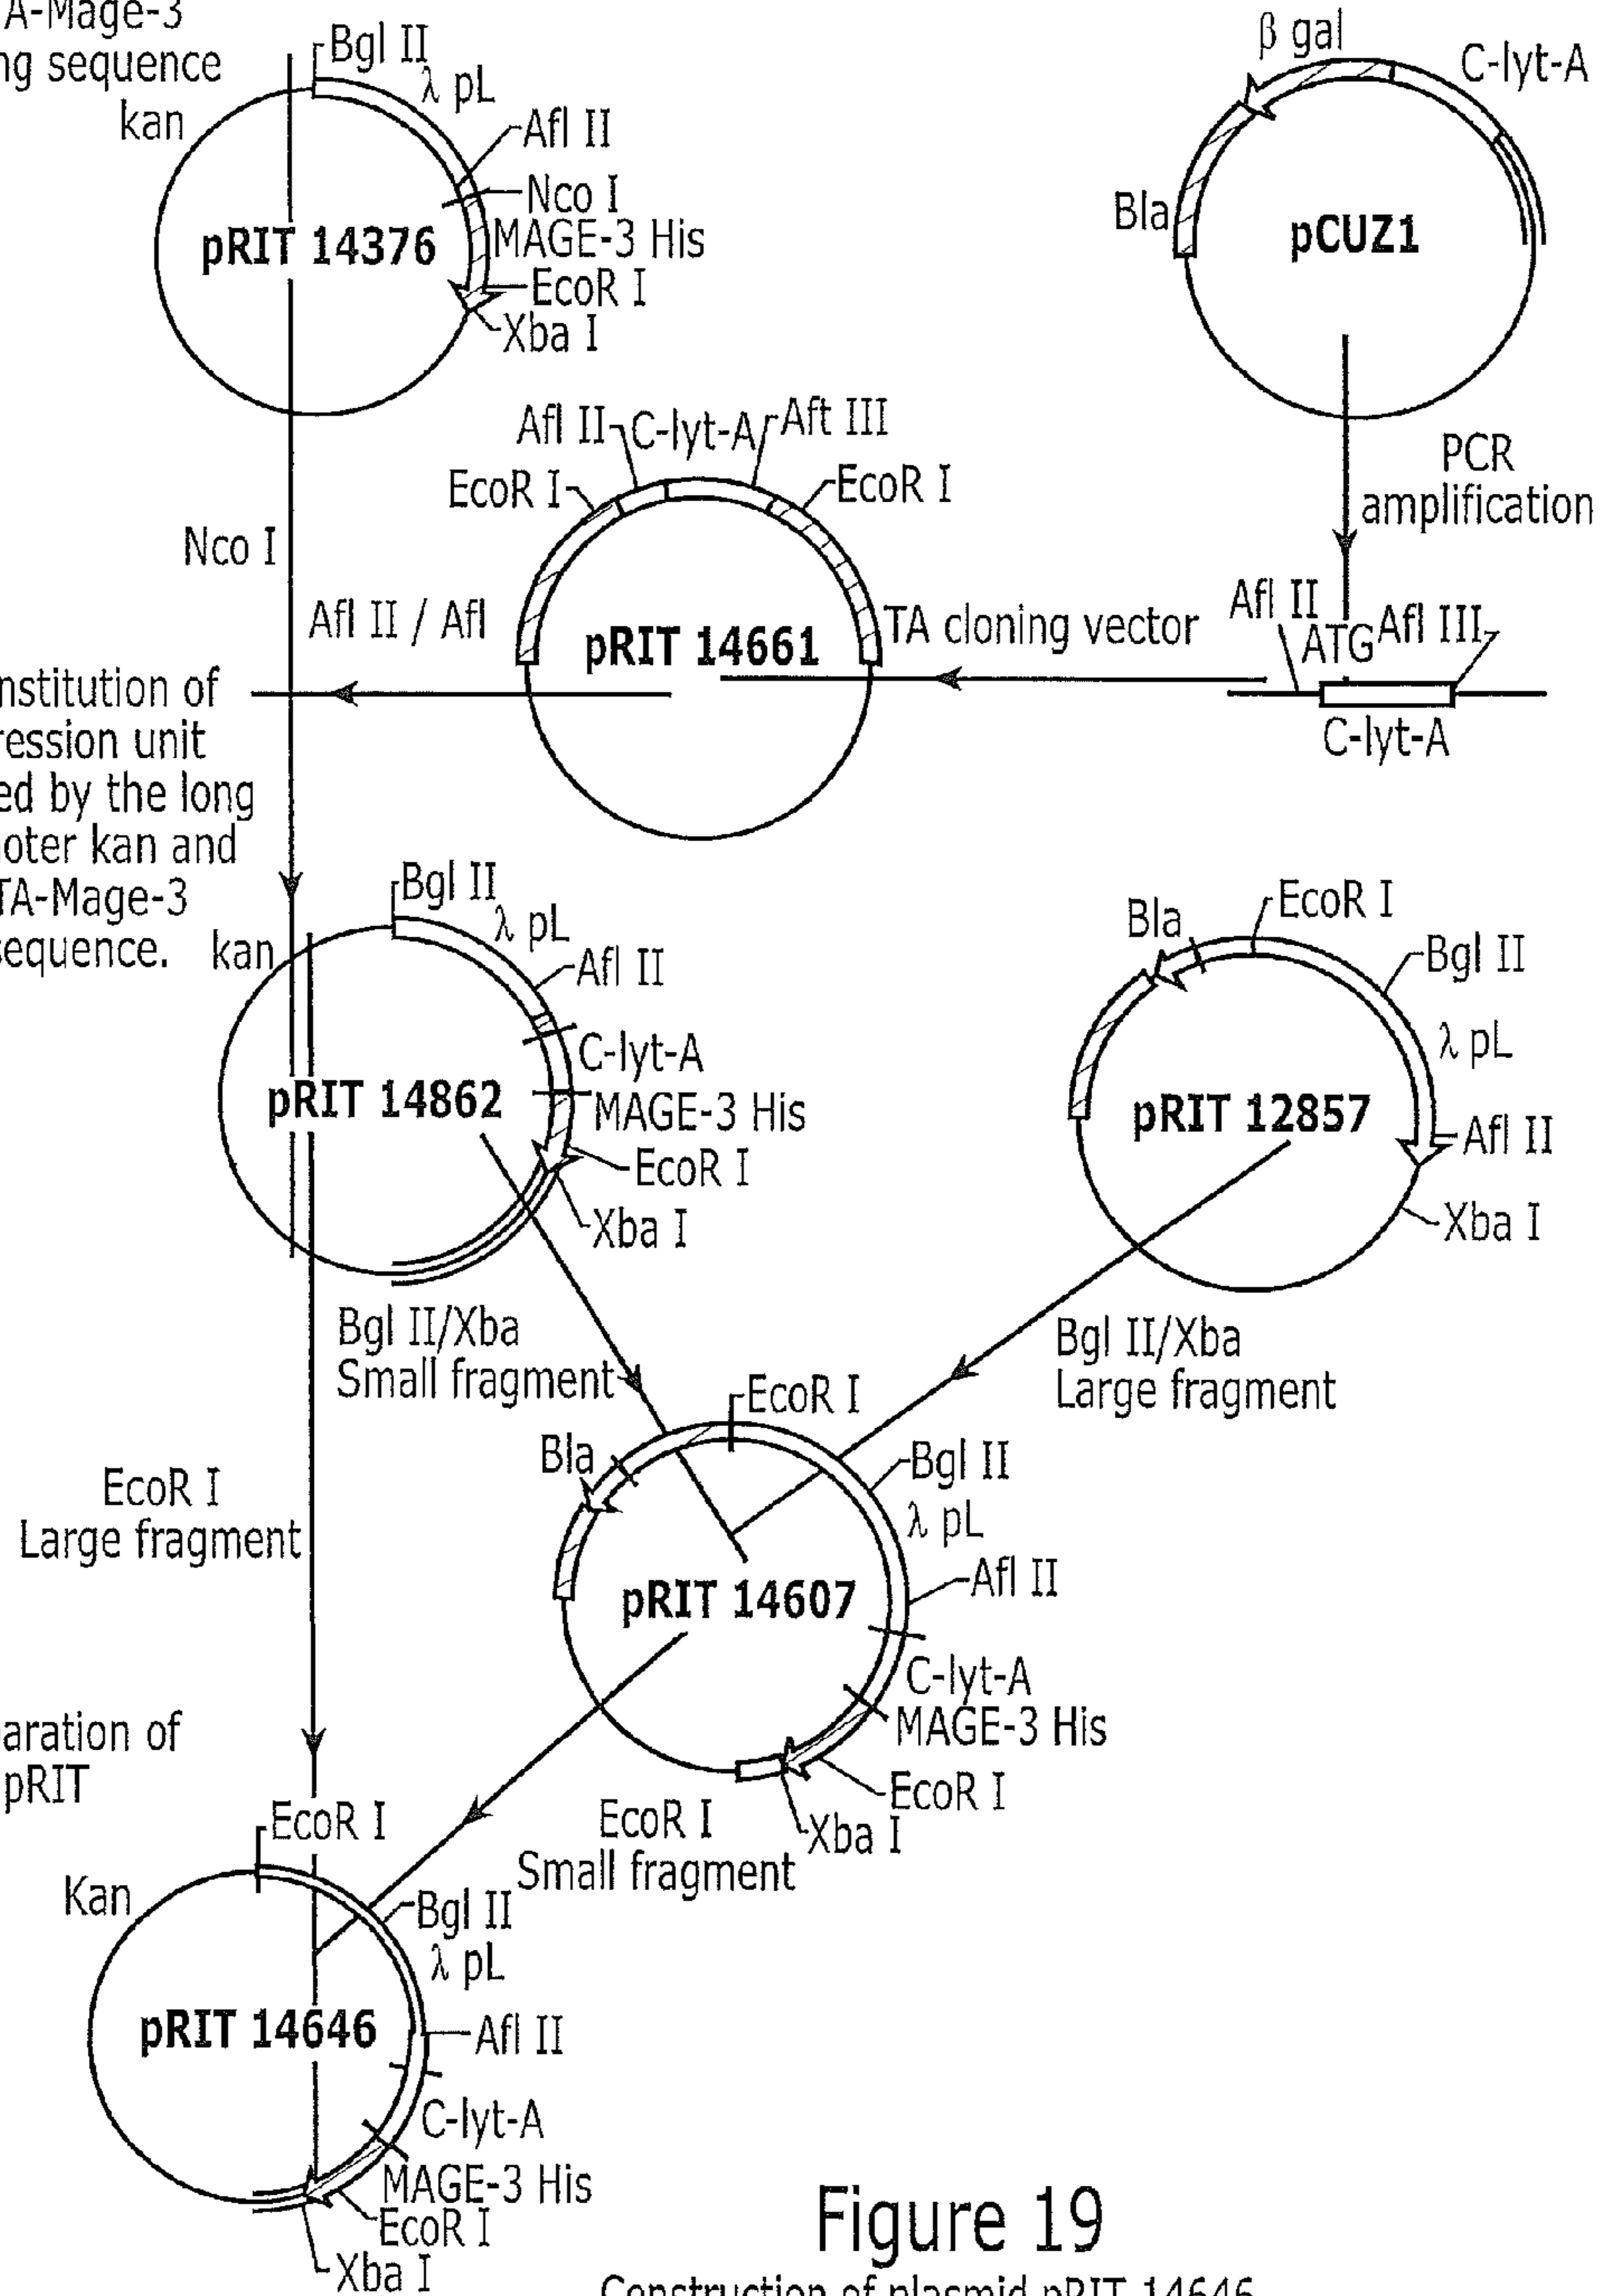 A-Mage-3
ng sequence
Bgl II
λ pL
kan
Afl II
Nco I
MAGE-3 His
pRIT 14376
EcoR I
Xba I
β gal
C-lyt-A
Bla
pCUZ1
PCR
amplification
Afl II
C-lyt-A
Aft III
EcoR I
EcoR I
Nco I
Afl II / Afl
pRIT 14661
TA cloning vector
Afl II
ATG
Afl III
C-lyt-A
nstitution of
ression unit
ed by the long
oter kan and
TA-Mage-3
sequence.
kan
Bgl II
λ pL
Afl II
C-lyt-A
pRIT 14862
MAGE-3 His
EcoR I
Xba I
Bla
EcoR I
Bgl II
λ pL
pRIT 12857
Afl II
Xba I
Bgl II/Xba
Small fragment
Bgl II/Xba
Large fragment
EcoR I
Bla
Bgl II
λ pL
Afl II
pRIT 14607
C-lyt-A
MAGE-3 His
EcoR I
Xba I
EcoR I
Large fragment
aration of
pRIT
EcoR I
Small fragment
EcoR I
Kan
Bgl II
λ pL
pRIT 14646
Afl II
C-lyt-A
MAGE-3 His
EcoR I
Xba I
Figure 19
Construction of plasmid pRIT 14646